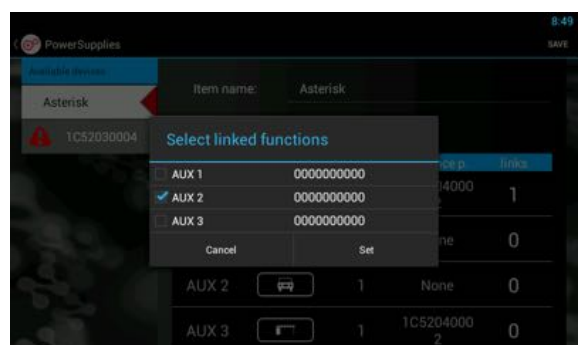 8:49
PowerSupplies
SAVE
Available devices
Asterisk
1C52030004
Item name: Asterisk
links
1
0
Select linked functions
AUX 1 0000000000
AUX 2 0000000000
AUX 3 0000000000
Cancel Set
AUX 2 1 None 0
AUX 3 1 1C5204000
2 0